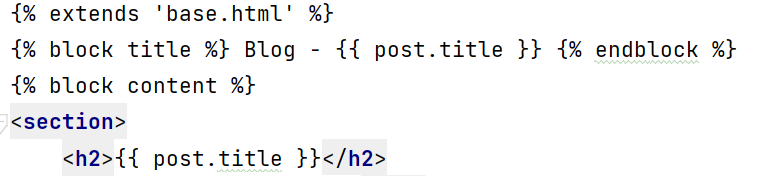 {% extends 'base.html' %}
{% block title %} Blog - {{ post.title }} {% endblock %}
{% block content %}
<section>
    <h2>{{ post.title }}</h2>